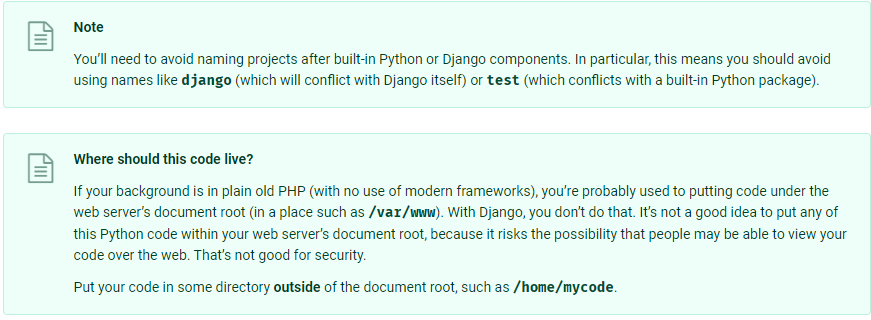 Note
You’ll need to avoid naming projects after built-in Python or Django components. In particular, this means you should avoid
using names like django (which will conflict with Django itself) or test (which conflicts with a built-in Python package).
Where should this code live?
If your background is in plain old PHP (with no use of modern frameworks), you’re probably used to putting code under the
web server’s document root (in a place such as /var/www). With Django, you don’t do that. It’s not a good idea to put any of
this Python code within your web server’s document root, because it risks the possibility that people may be able to view your
code over the web. That’s not good for security.
Put your code in some directory outside of the document root, such as /home/mycode.